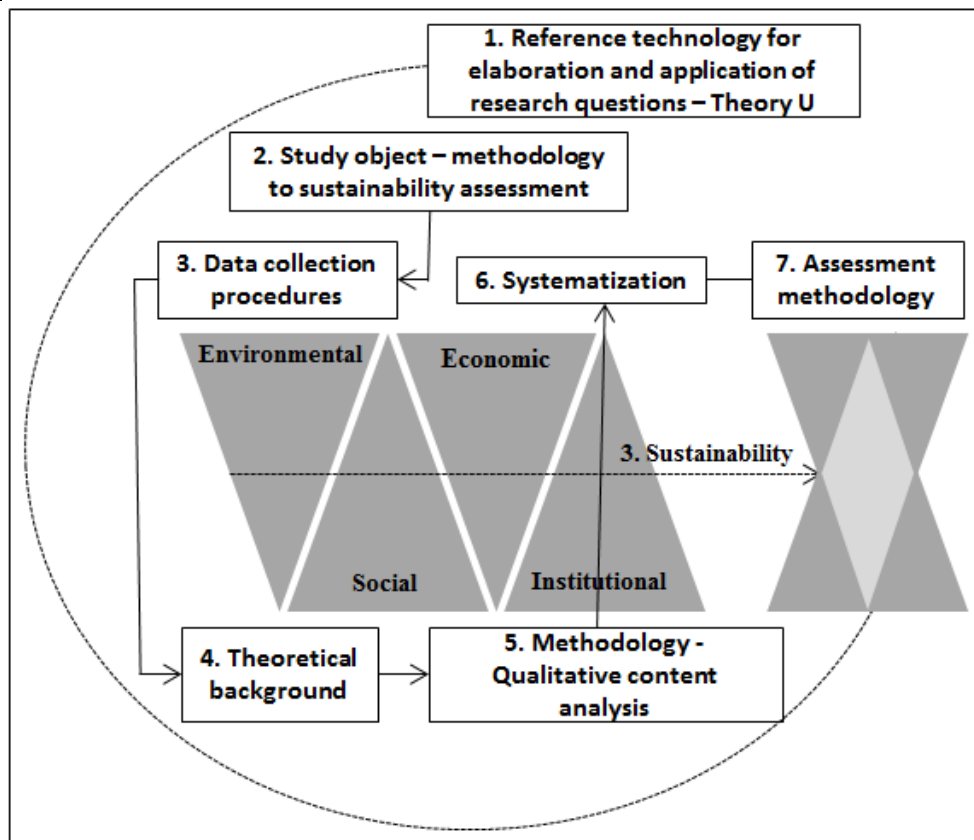 1. Reference technology for
elaboration and application of
research questions – Theory U
2. Study object – methodology
to sustainability assessment
3. Data collection
procedures
6. Systematization
7. Assessment
methodology
Environmental
Economic
3. Sustainability
Social
Institutional
4. Theoretical
background
5. Methodology -
Qualitative content
analysis